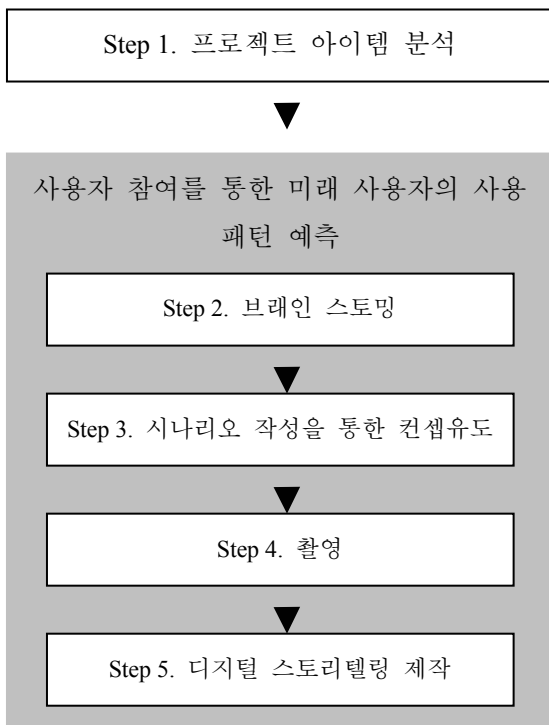 Step 1. 프로젝트 아이템 분석
사용자 참여를 통한 미래 사용자의 사용
패턴 예측
Step 2. 브래인 스토밍
Step 3. 시나리오 작성을 통한 컨셉유도
Step 4. 촬영
Step 5. 디지털 스토리텔링 제작